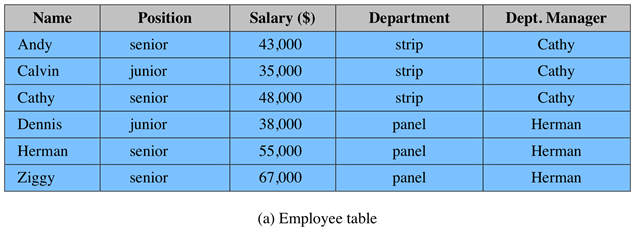 Name Position Salary ($) Department Dept. Manager
Andy senior 43,000 strip Cathy
Calvin junior 35,000 strip Cathy
Cathy senior 48,000 strip Cathy
Dennis junior 38,000 panel Herman
Herman senior 55,000 panel Herman
Ziggy senior 67,000 panel Herman
(a) Employee table